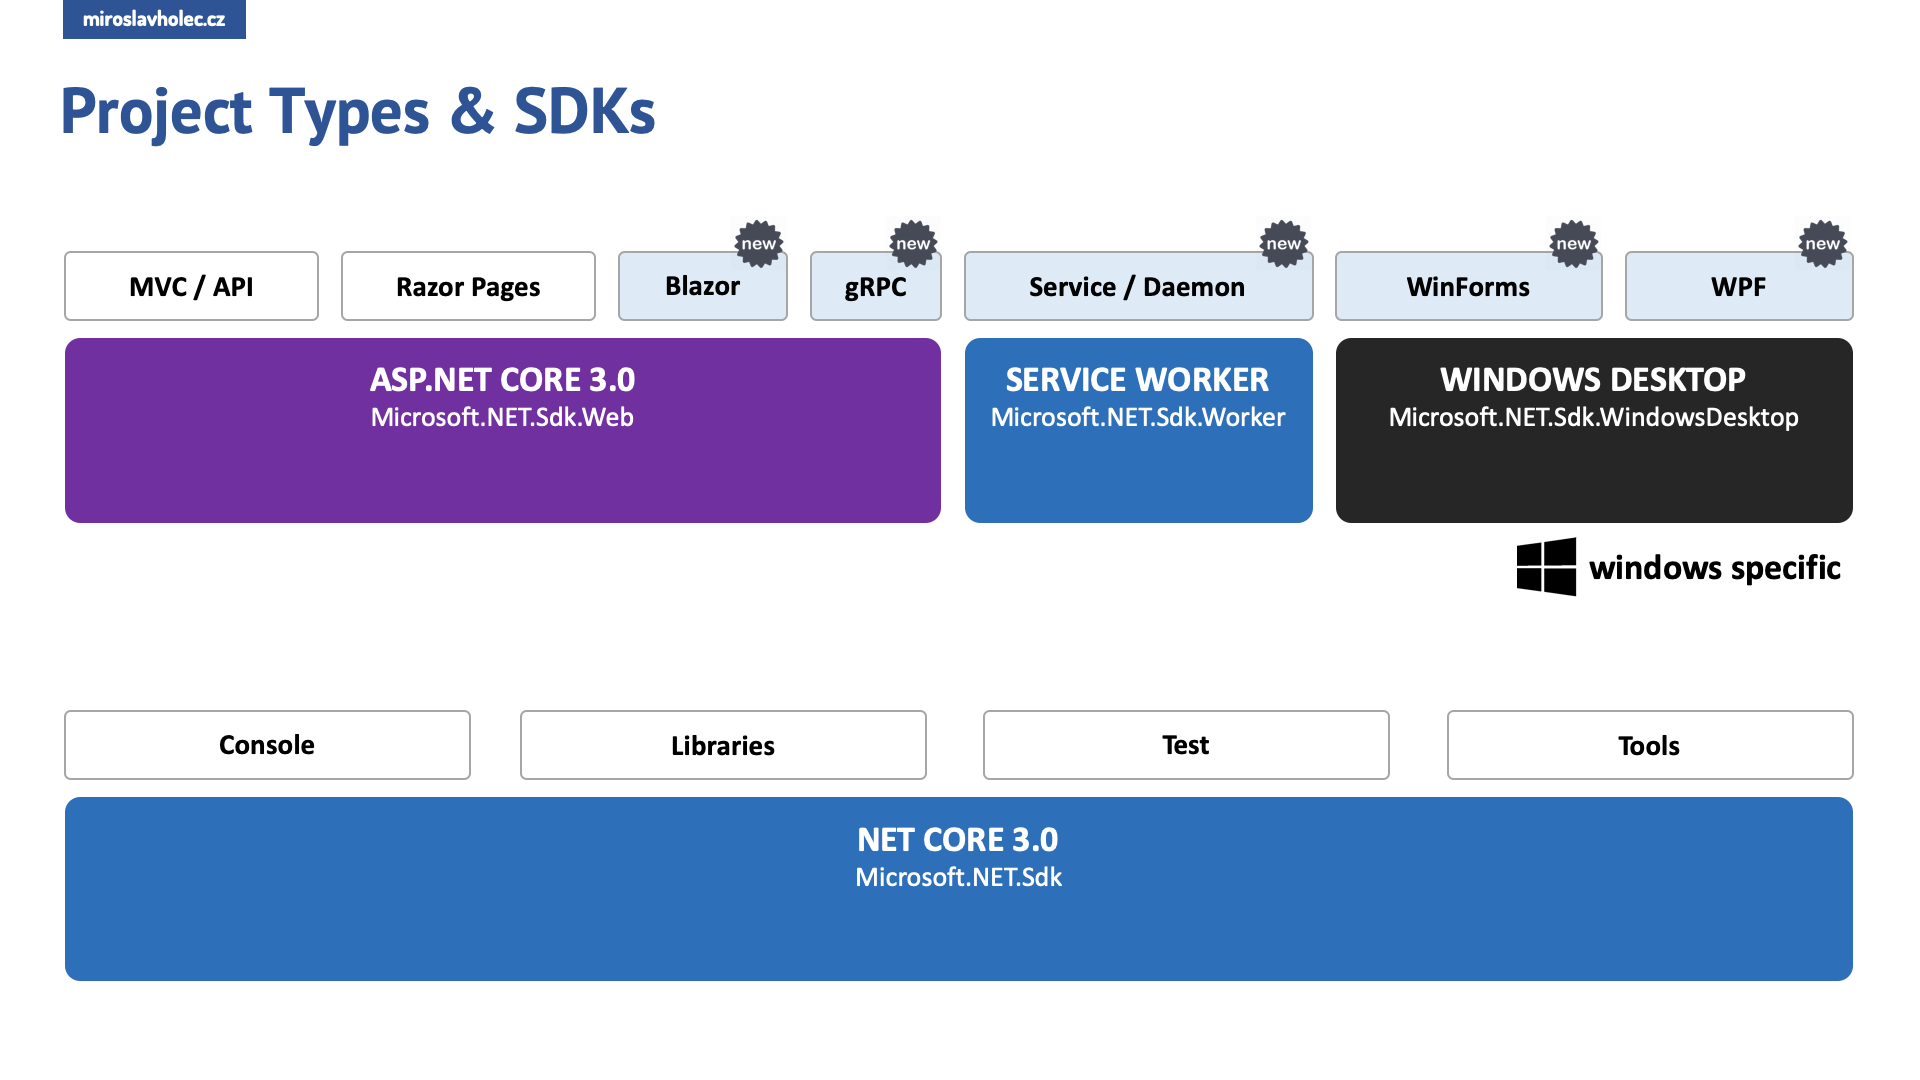 miroslavholec.cz
Project Types & SDKs
new new new new new
MVC / API Razor Pages Blazor gRPC Service / Daemon WinForms WPF
ASP.NET CORE 3.0
Microsoft.NET.Sdk.Web
SERVICE WORKER
Microsoft.NET.Sdk.Worker
WINDOWS DESKTOP
Microsoft.NET.Sdk.WindowsDesktop
windows specific
Console Libraries Test Tools
NET CORE 3.0
Microsoft.NET.Sdk